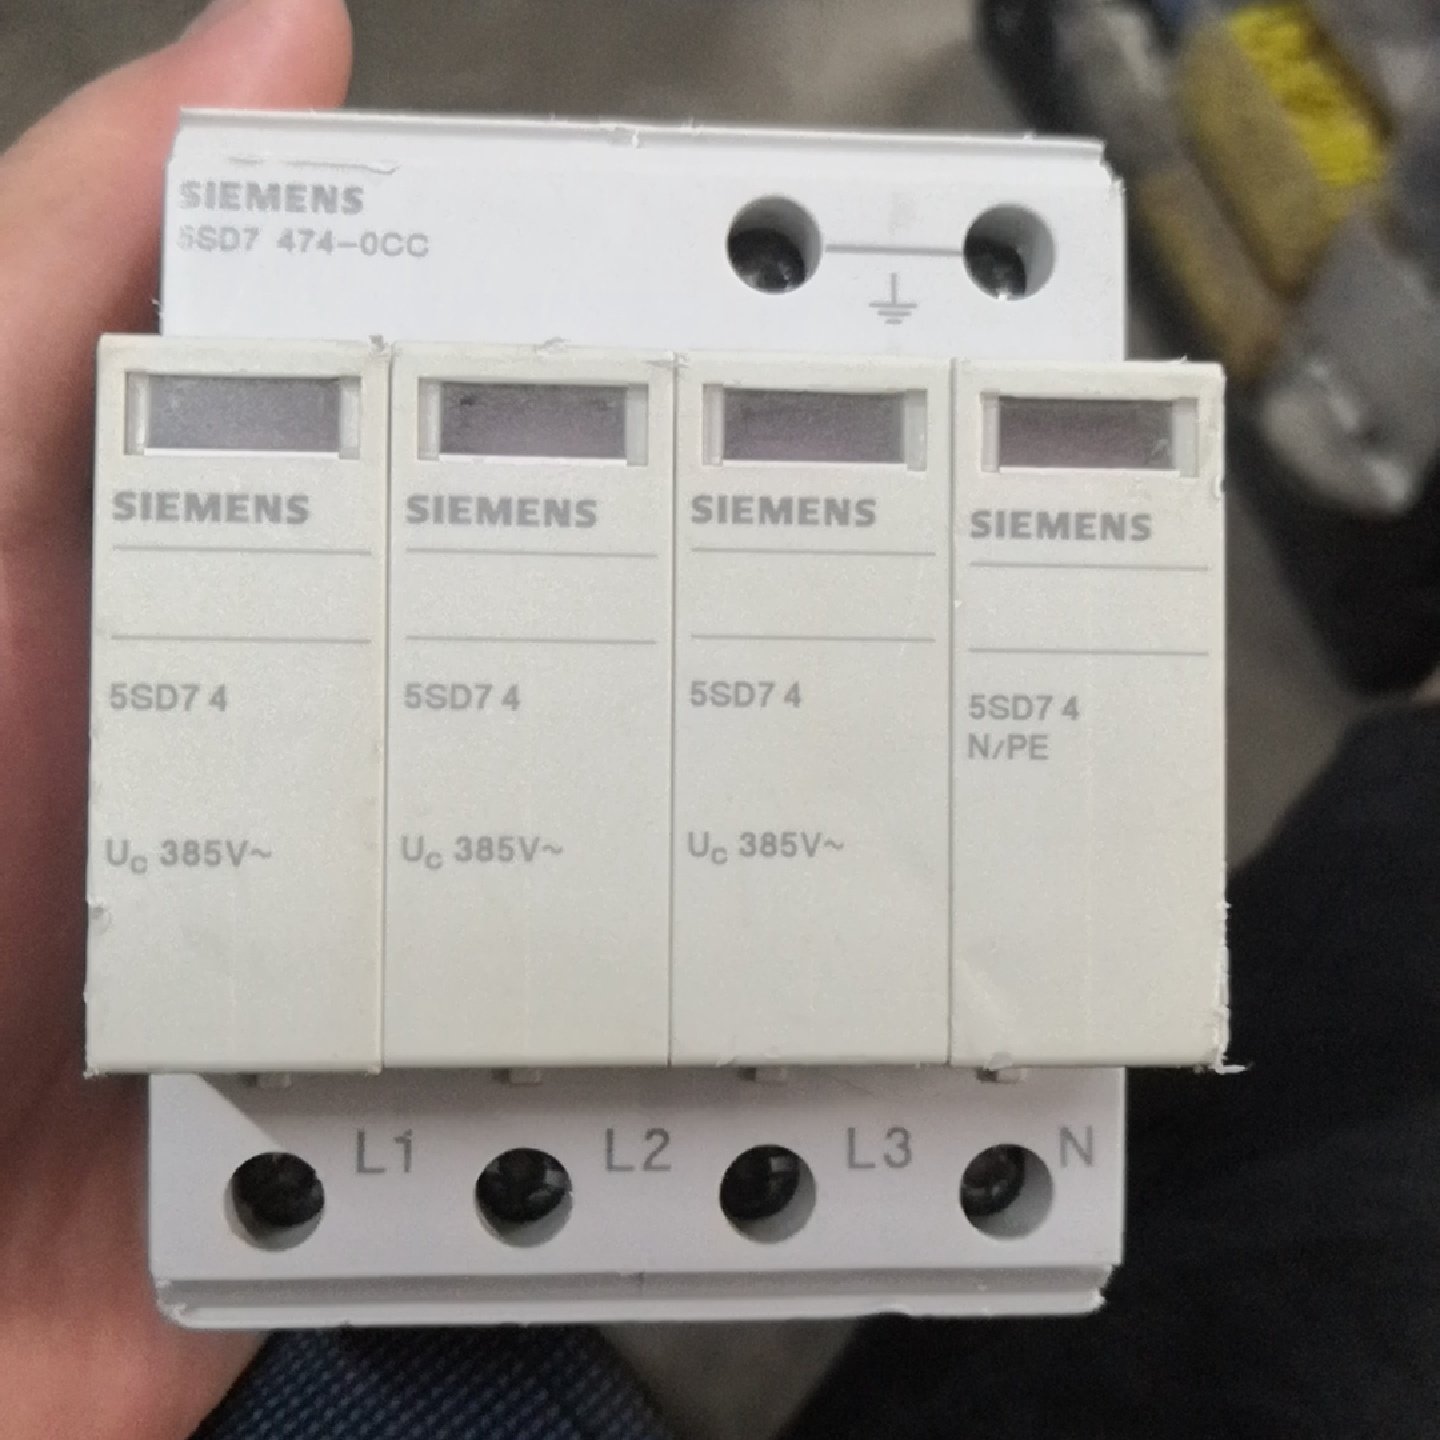 SIEMENS
5SD7 474-0CC
SIEMENS
5SD7 4
Uc 385V~
SIEMENS
5SD7 4
Uc 385V~
SIEMENS
5SD7 4
Uc 385V~
SIEMENS
5SD7 4
N/PE
L1 L2 L3 N